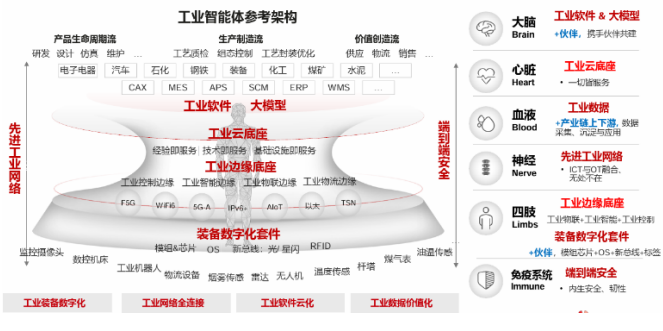 工业智能体参考架构
产品生命周期流 生产制造流 价值创造流
研发 设计 仿真 维护 … 工艺质检 组态控制 工艺封装优化 供应 物流 销售 …
电子电器 汽车 石化 钢铁 装备 化工 煤矿 水泥 …
CAX MES APS SCM ERP WMS …
工业软件 大模型
工业云底座
经验即服务 技术即服务 基础设施即服务
工业边缘底座
工业控制边缘 工业智能边缘 工业物联边缘 工业物流边缘
F5G WiFi6 5G-A IPv6+ AIoT 以太 TSN
装备数字化套件
模组&芯片 OS 新总线:光/星闪 RFID …
监控摄像头 数控机床 工业机器人 物流设备 烟雾传感 雷达 无人机 温度传感 杆塔 煤气表 油温传感
先进工业网络
端到端安全
工业装备数字化 工业网络全连接 工业软件云化 工业数据价值化
大脑
Brain
工业软件 & 大模型
+伙伴，携手伙伴共建
心脏
Heart
工业云底座
• 一切皆服务
血液
Blood
工业数据
+产业链上下游, 数据
采集、沉淀与应用
神经
Nerve
先进工业网络
• ICT与OT融合、
无处不在
四肢
Limbs
工业边缘底座
工业物联+工业智能+工业控制
装备数字化套件
+伙伴，模组芯片+OS+新总线+标签
免疫系统
Immune
端到端安全
• 内生安全、韧性